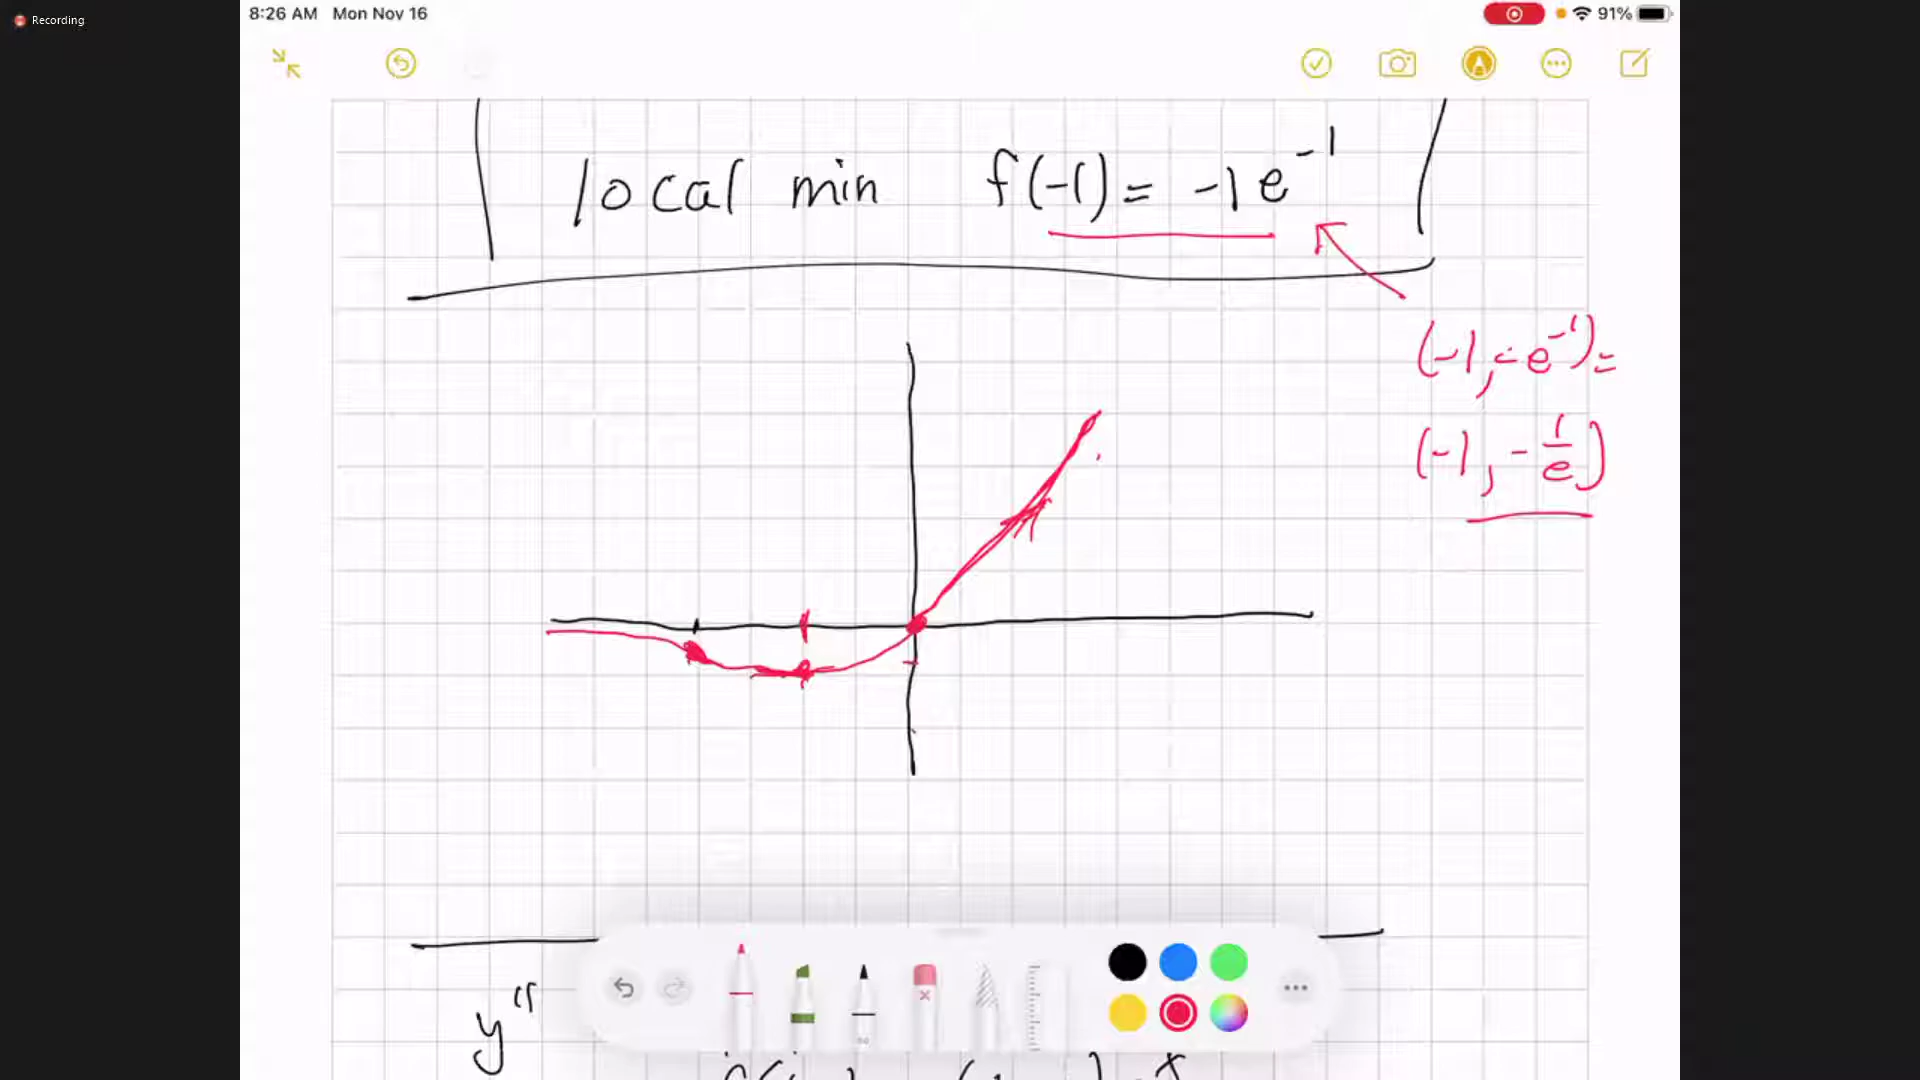 Recording
8:26 AM Mon Nov 16
91%
local min f(-1) = -1e⁻¹
(-1, -e⁻¹) =
(-1, -1/e)
y"